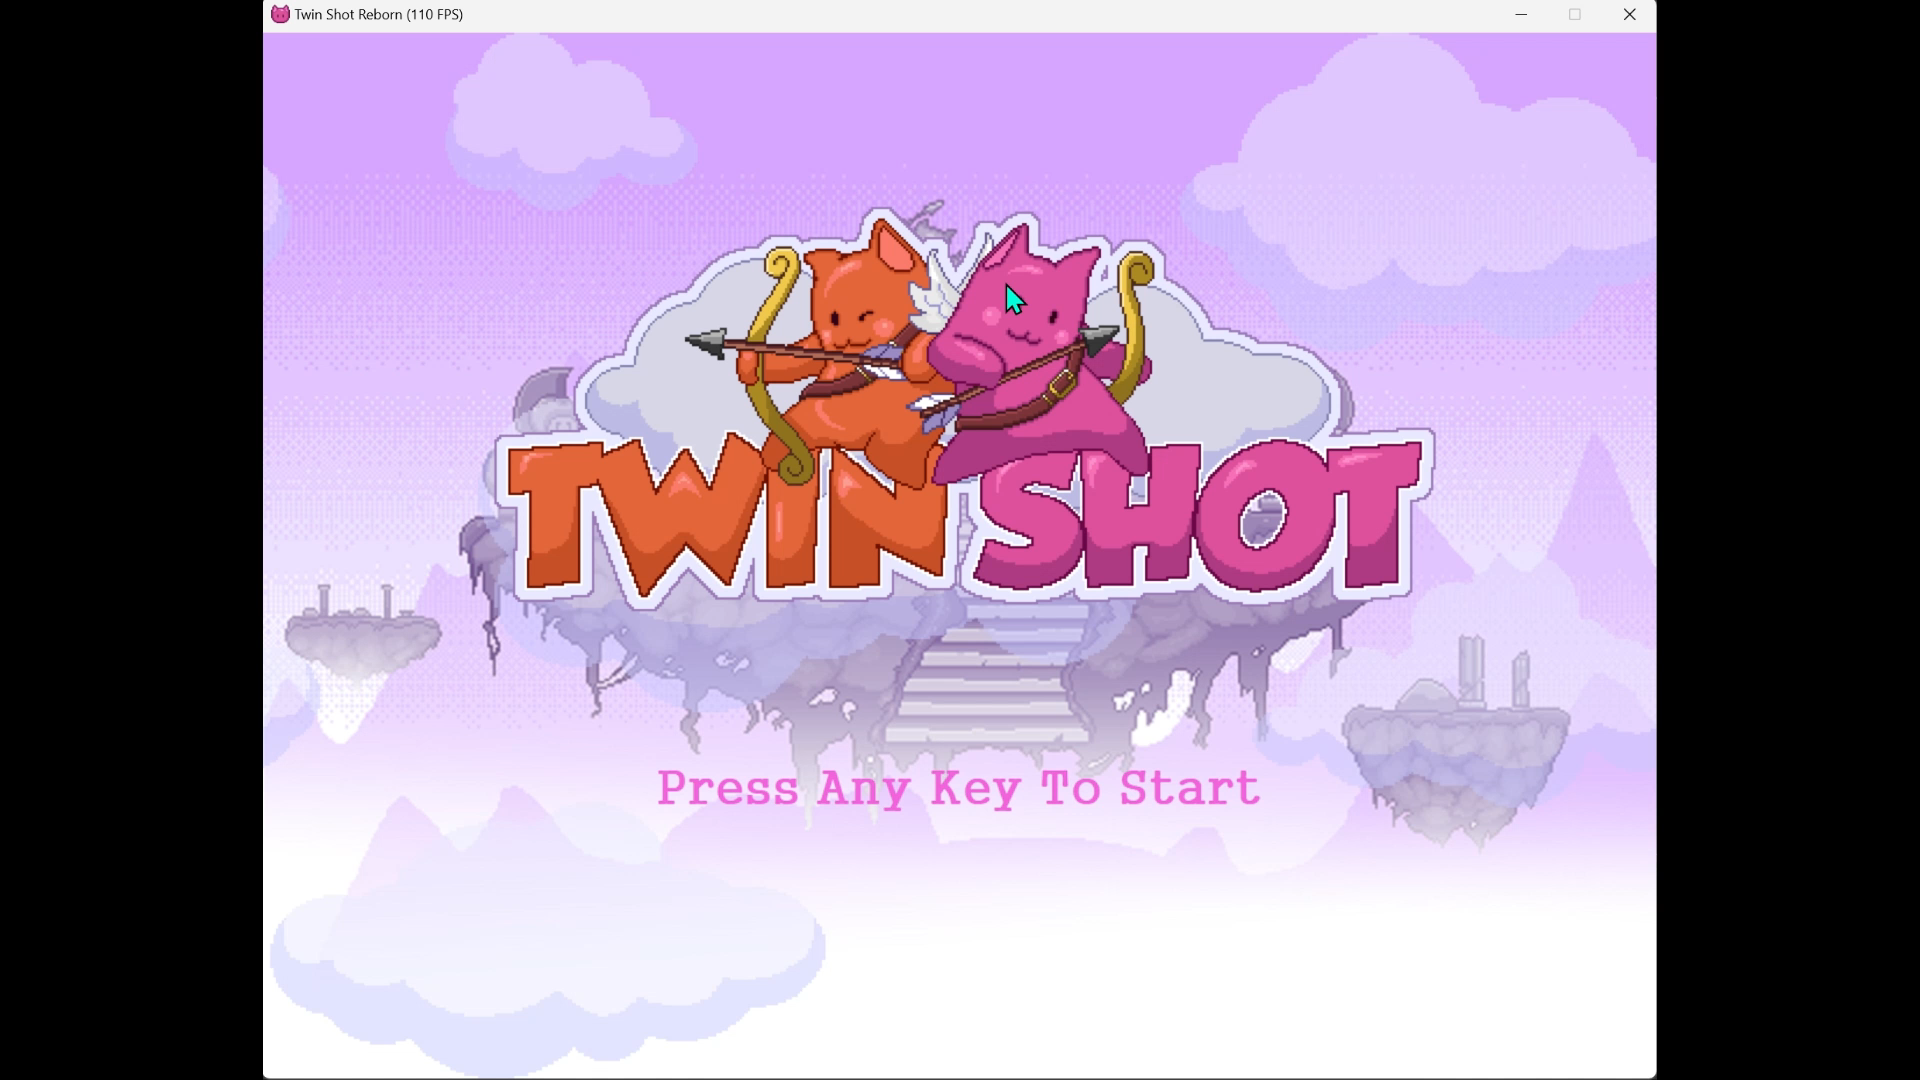 Twin Shot Reborn (110 FPS)
TWIN SHOT
Press Any Key To Start